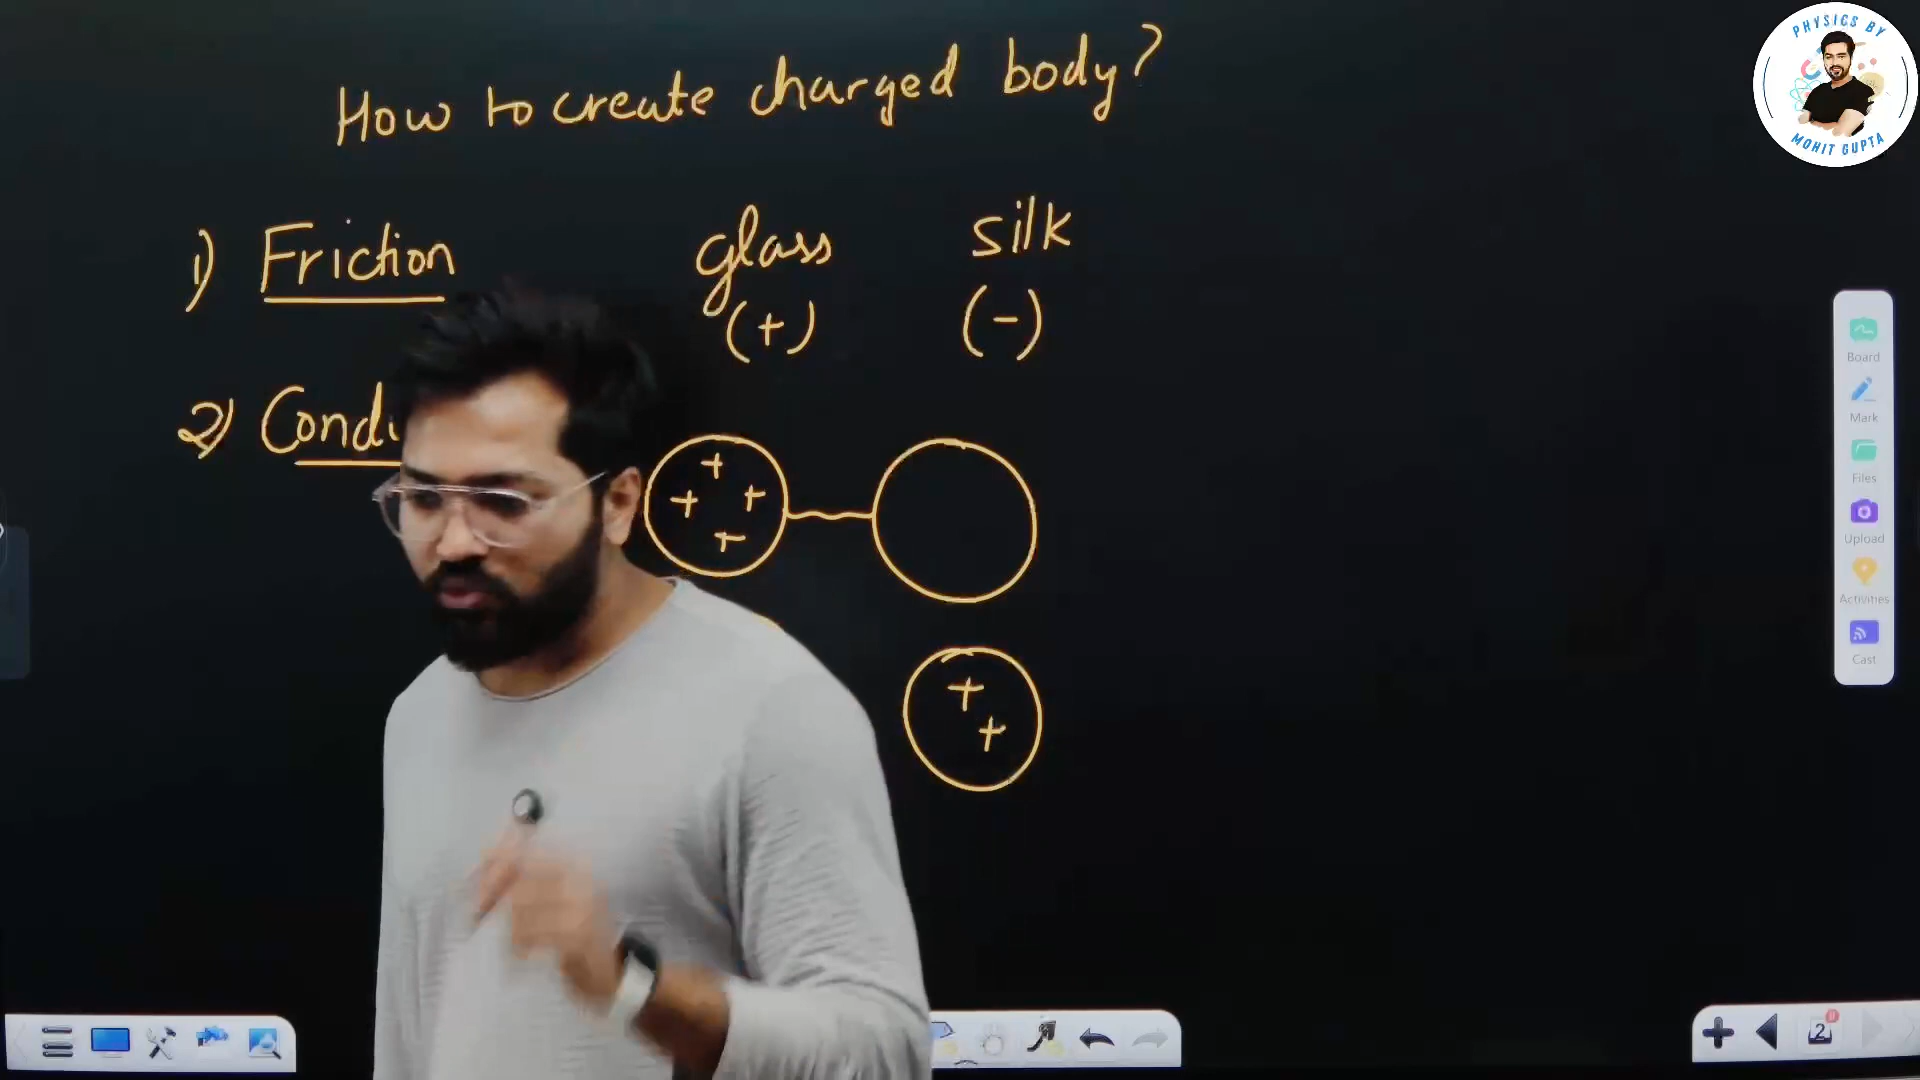 How to create charged body?
1) Friction glass silk
(+) (-)
2)
+ + + +
+ +
PHYSICS BY
MOHIT GUPTA
Board
Mark
Files
Upload
Activities
Cast
2